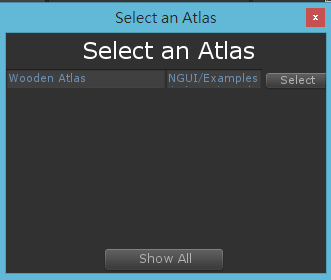 Select an Atlas
x
Select an Atlas
Wooden Atlas
NGUI/Examples
Select
Show All